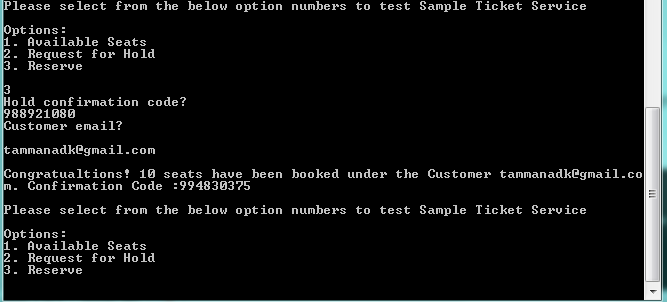 Please select from the below option numbers to test Sample Ticket Service
Options:
1. Available Seats
2. Request for Hold
3. Reserve
3
Hold confirmation code?
988921080
Customer email?
tammanadk@gmail.com
Congratualtions! 10 seats have been booked under the Customer tammanadk@gmail.co
m. Confirmation Code :994830375
Please select from the below option numbers to test Sample Ticket Service
Options:
1. Available Seats
2. Request for Hold
3. Reserve